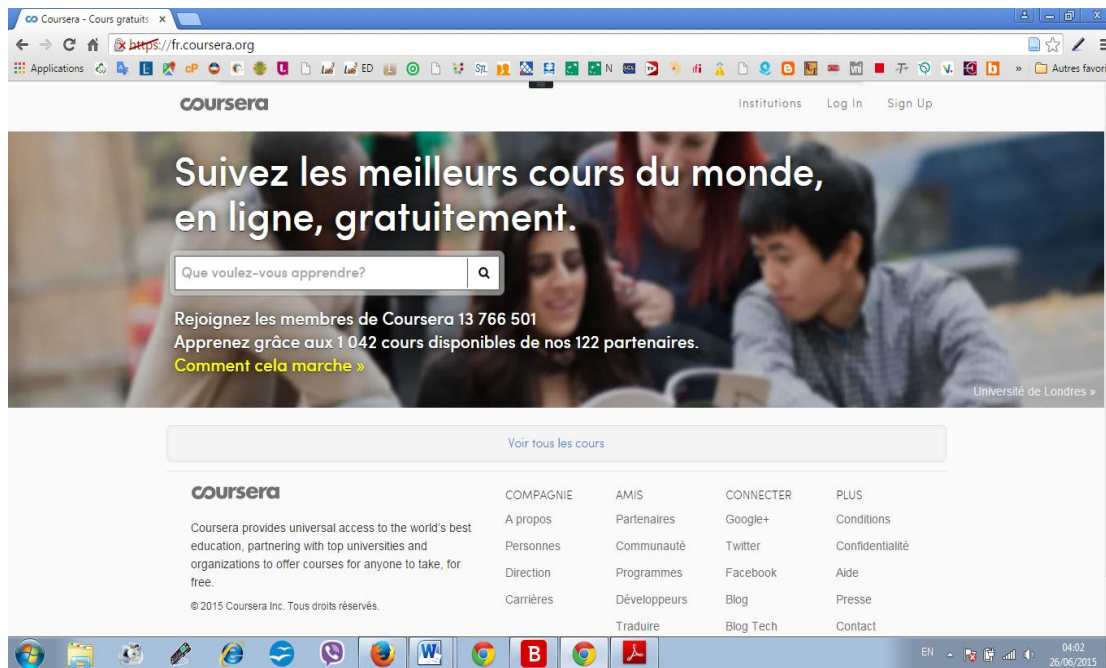 Coursera - Cours gratuits
https://fr.coursera.org
Applications
ED
N
Autres favori
coursera
Institutions Log In Sign Up
Suivez les meilleurs cours du monde,
en ligne, gratuitement.
Que voulez-vous apprendre?
Rejoignez les membres de Coursera 13 766 501
Apprenez grâce aux 1 042 cours disponibles de nos 122 partenaires.
Comment cela marche »
Université de Londres »
Voir tous les cours
coursera
Coursera provides universal access to the world's best
education, partnering with top universities and
organizations to offer courses for anyone to take, for
free.
© 2015 Coursera Inc. Tous droits réservés.
COMPAGNIE
A propos
Personnes
Direction
Carrières
AMIS
Partenaires
Communauté
Programmes
Développeurs
Traduire
CONNECTER
Google+
Twitter
Facebook
Blog
Blog Tech
PLUS
Conditions
Confidentialité
Aide
Presse
Contact
EN
04:02
26/06/2015